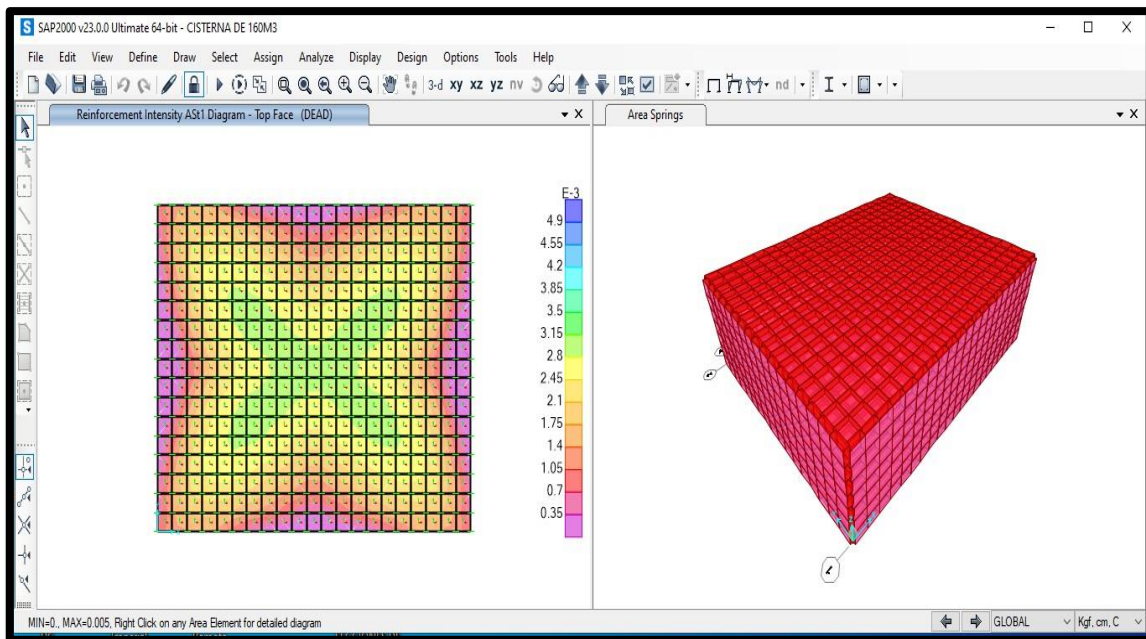 SAP2000 v23.0.0 Ultimate 64-bit - CISTERNA DE 160M3
File Edit View Define Draw Select Assign Analyze Display Design Options Tools Help
3-d xy xz yz nv nd
Reinforcement Intensity ASt1 Diagram - Top Face (DEAD)
Area Springs
E-3
4.9
4.55
4.2
3.85
3.5
3.15
2.8
2.45
2.1
1.75
1.4
1.05
0.7
0.35
MIN=0., MAX=0.005, Right Click on any Area Element for detailed diagram
GLOBAL
Kgf, cm, C